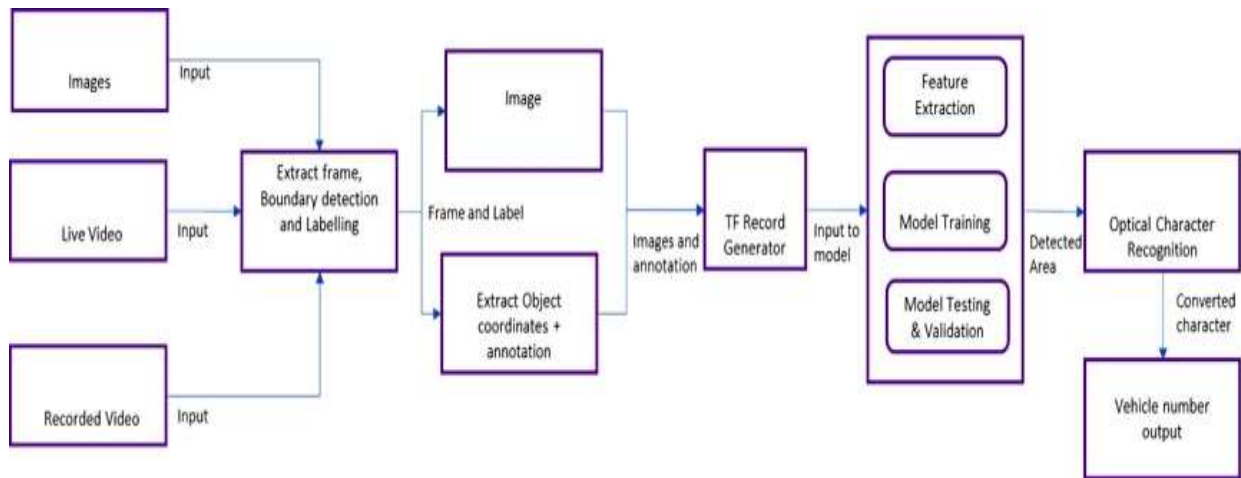 Images
Input
Live Video
Input
Recorded Video
Input
Extract frame,
Boundary detection
and Labelling
Frame and Label
Image
Extract Object
coordinates +
annotation
Images and
annotation
TF Record
Generator
Input to
model
Feature
Extraction
Model Training
Model Testing
& Validation
Detected
Area
Optical Character
Recognition
Converted
character
Vehicle number
output